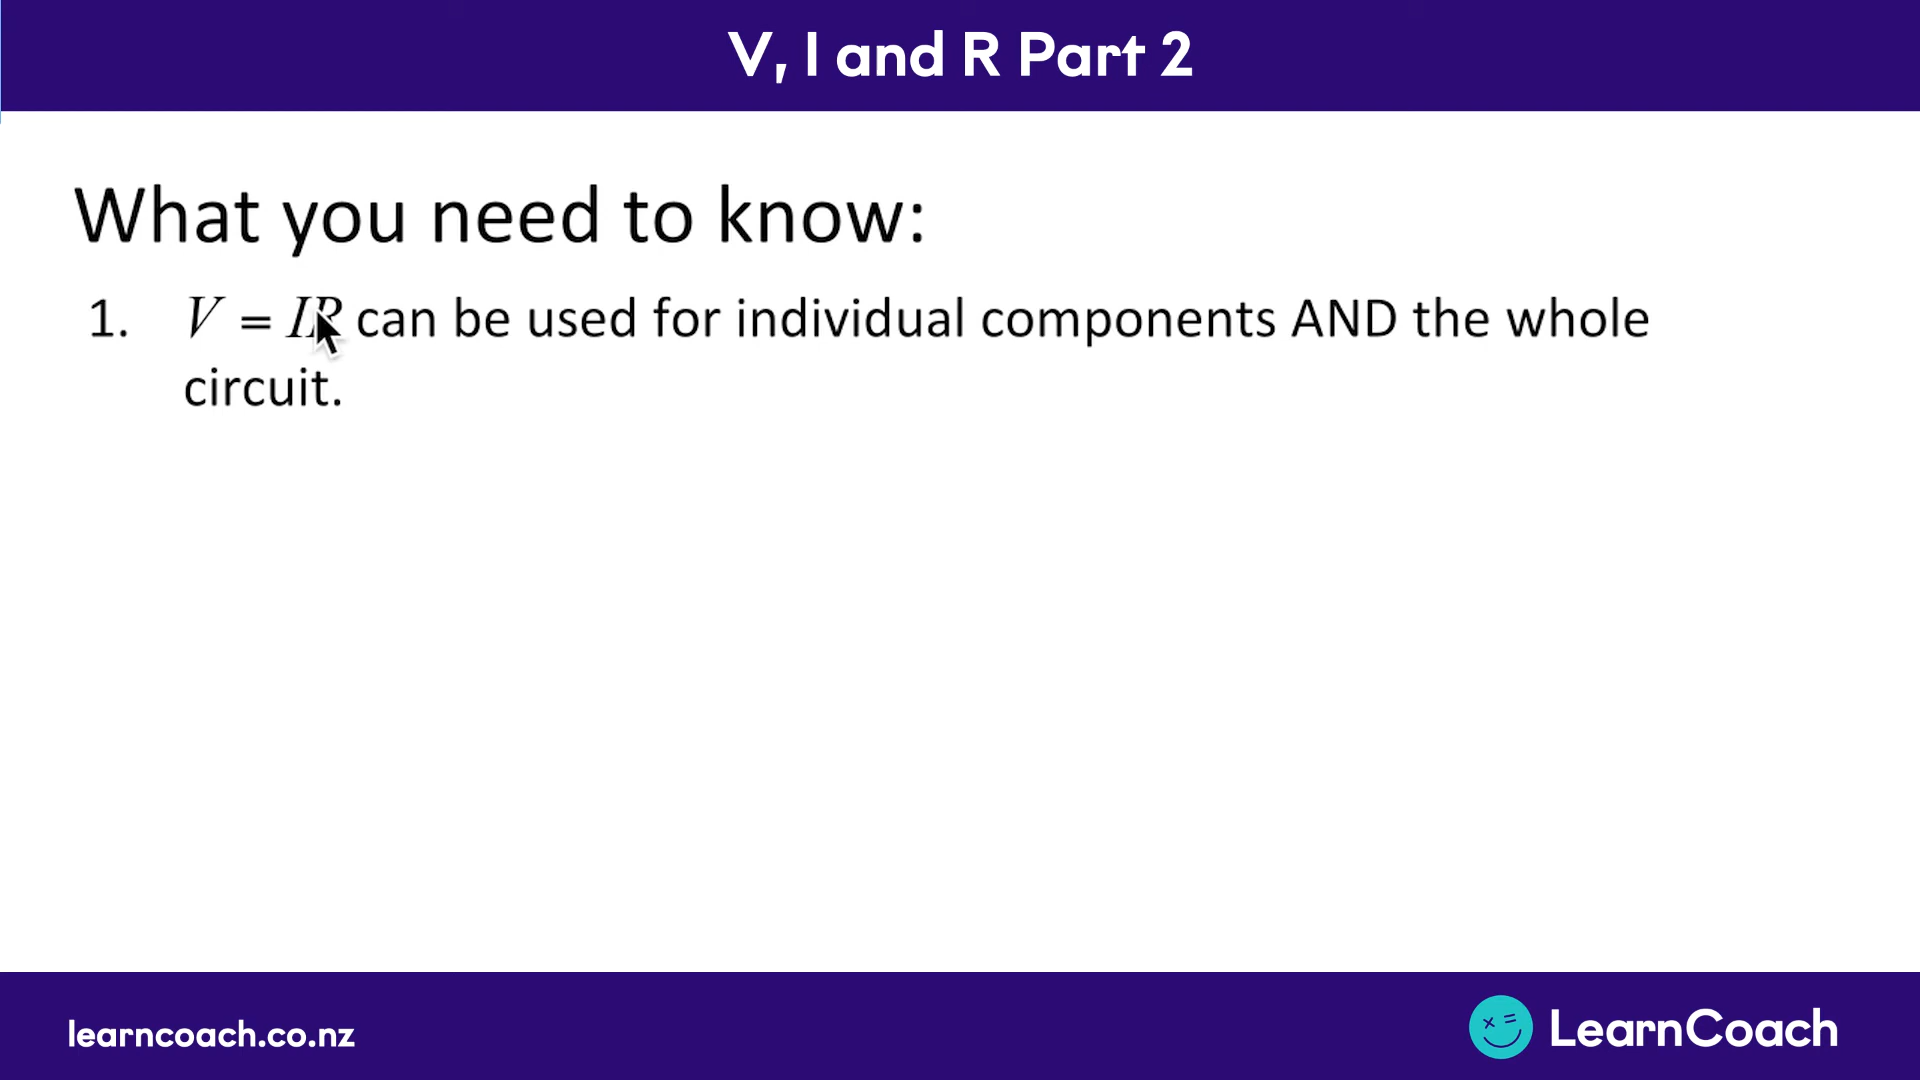 V, I and R Part 2
What you need to know:
1. V = IR can be used for individual components AND the whole
circuit.
learncoach.co.nz
LearnCoach